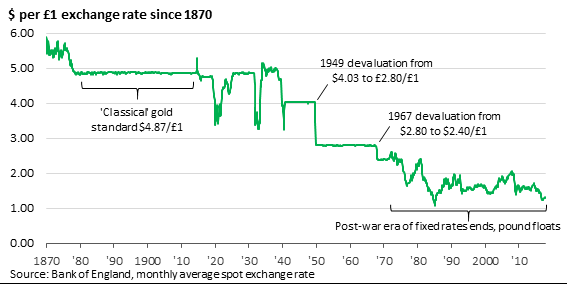 $ per £1 exchange rate since 1870
6.00
5.00
4.00
3.00
2.00
1.00
0.00
1949 devaluation from
$4.03 to £2.80/£1
'Classical' gold
standard $4.87/£1
1967 devaluation from
$2.80 to $2.40/£1
Post-war era of fixed rates ends, pound floats
1870 '80 '90 1900 '10 '20 '30 '40 '50 '60 '70 '80 '90 2000 '10
Source: Bank of England, monthly average spot exchange rate